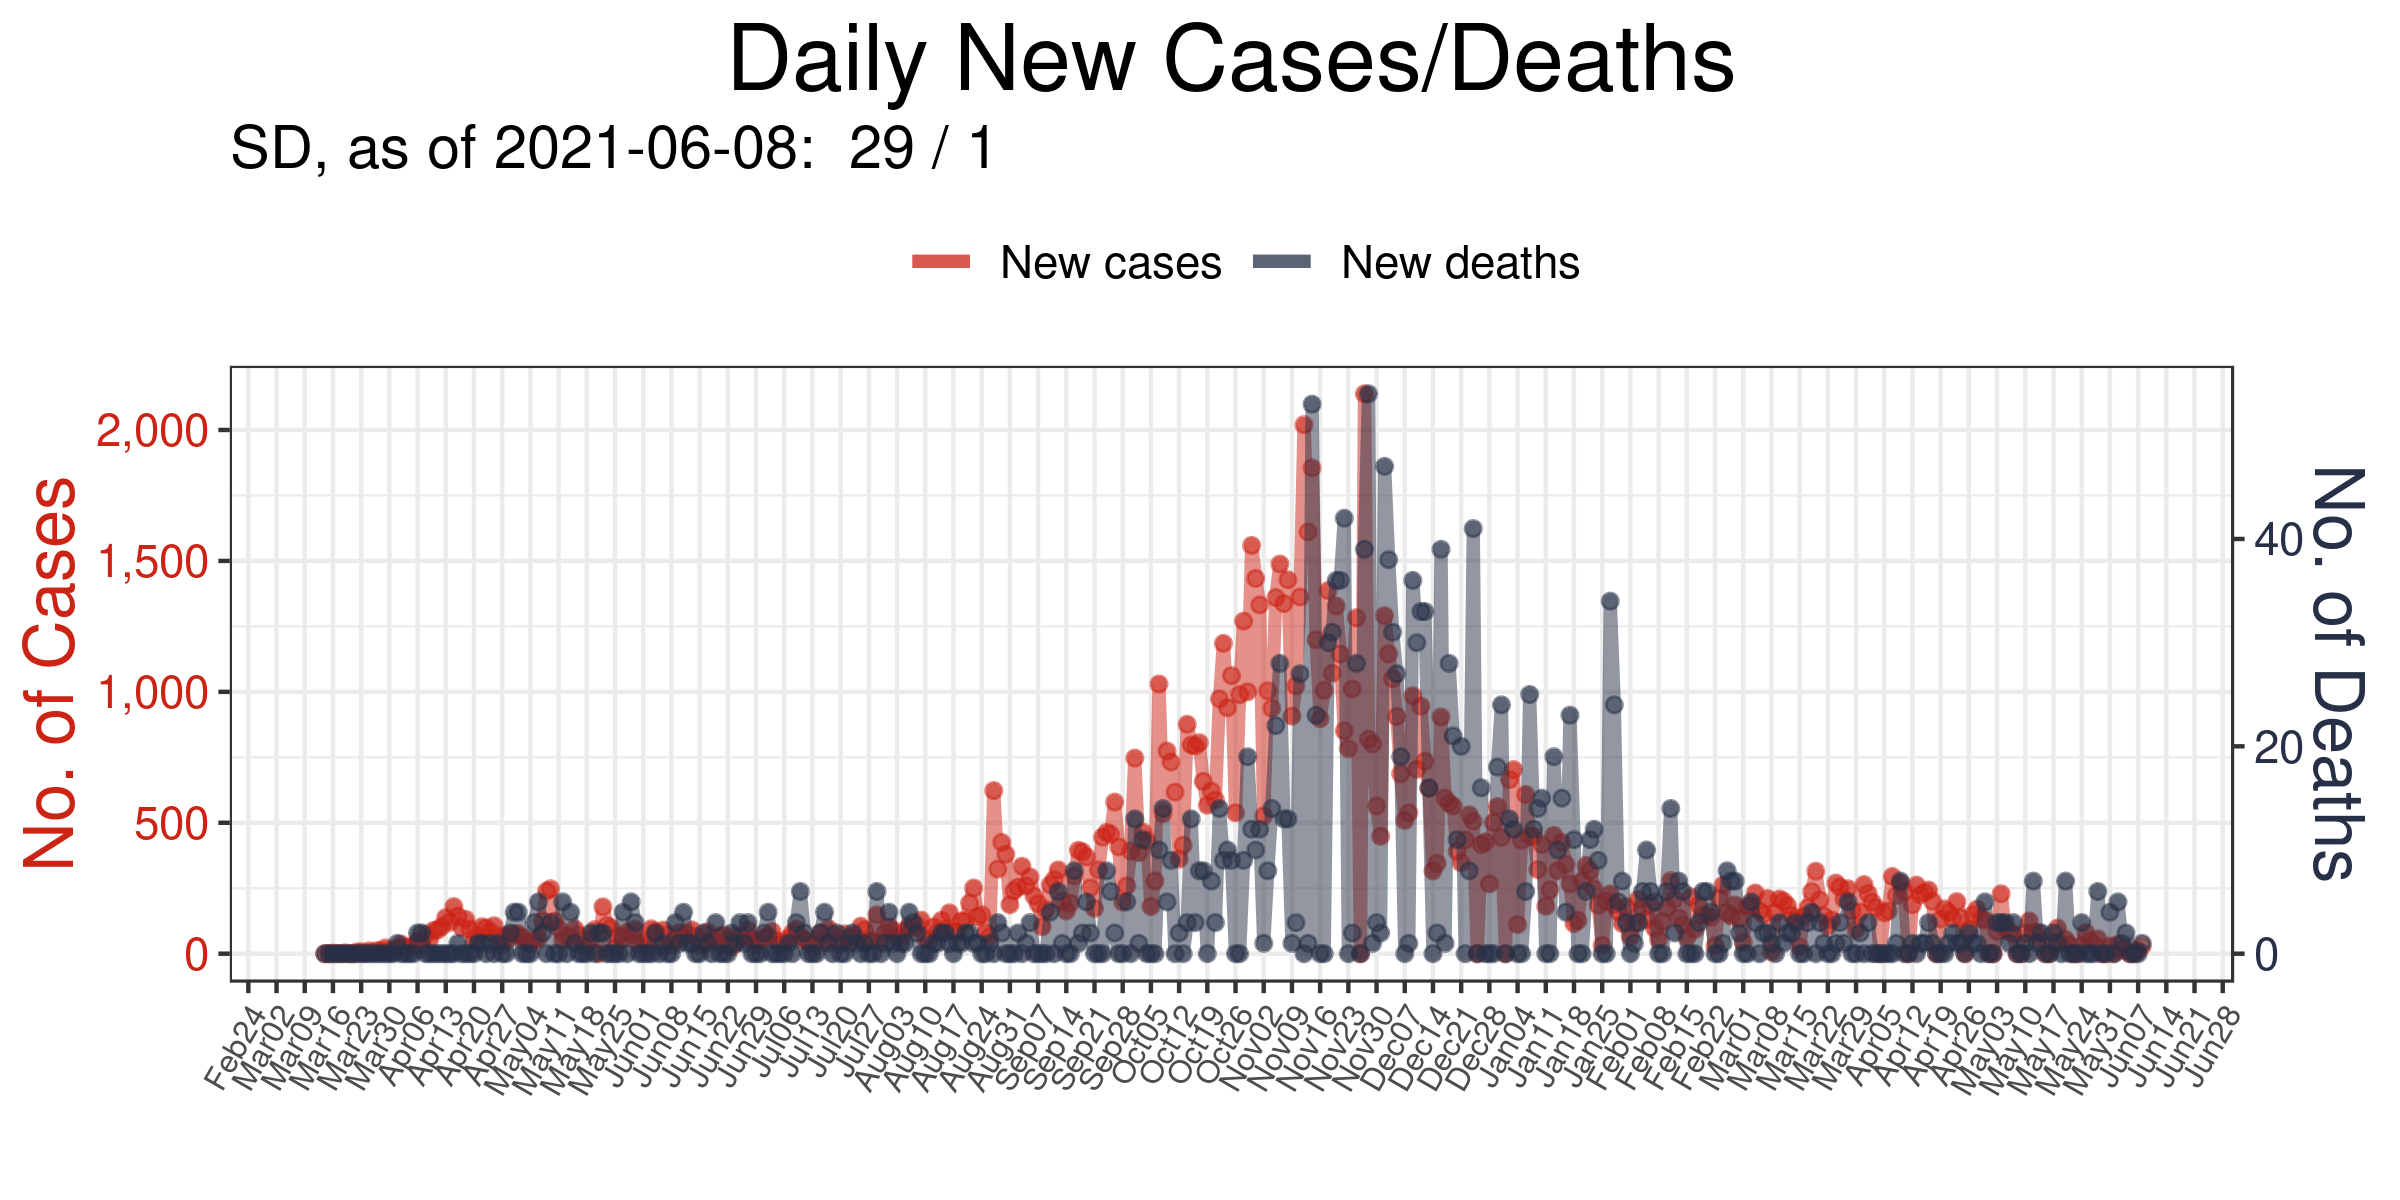 Daily New Cases/Deaths
SD, as of 2021-06-08:  29 / 1
New cases
New deaths
No. of Cases
2,000
1,500
1,000
500
0
40
20
0
No. of Deaths
Feb24
Mar02
Mar09
Mar16
Mar23
Mar30
Apr06
Apr13
Apr20
Apr27
May04
May11
May18
May25
Jun01
Jun08
Jun15
Jun22
Jun29
Jul06
Jul13
Jul20
Jul27
Aug03
Aug10
Aug17
Aug24
Aug31
Sep07
Sep14
Sep21
Sep28
Oct05
Oct12
Oct19
Oct26
Nov02
Nov09
Nov16
Nov23
Nov30
Dec07
Dec14
Dec21
Dec28
Jan04
Jan11
Jan18
Jan25
Feb01
Feb08
Feb15
Feb22
Mar01
Mar08
Mar15
Mar22
Mar29
Apr05
Apr12
Apr19
Apr26
May03
May10
May17
May24
May31
Jun07
Jun14
Jun21
Jun28